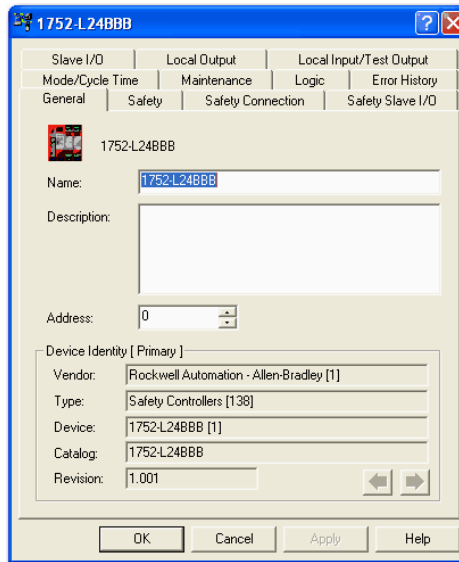 1752-L24BBB
Slave I/O Local Output Local Input/Test Output
Mode/Cycle Time Maintenance Logic Error History
General Safety Safety Connection Safety Slave I/O
1752-L24BBB
Name: 1752-L24BBB
Description:
Address: 0
Device Identity [ Primary ]
Vendor: Rockwell Automation - Allen-Bradley [1]
Type: Safety Controllers [138]
Device: 1752-L24BBB [1]
Catalog: 1752-L24BBB
Revision: 1.001
OK Cancel Apply Help